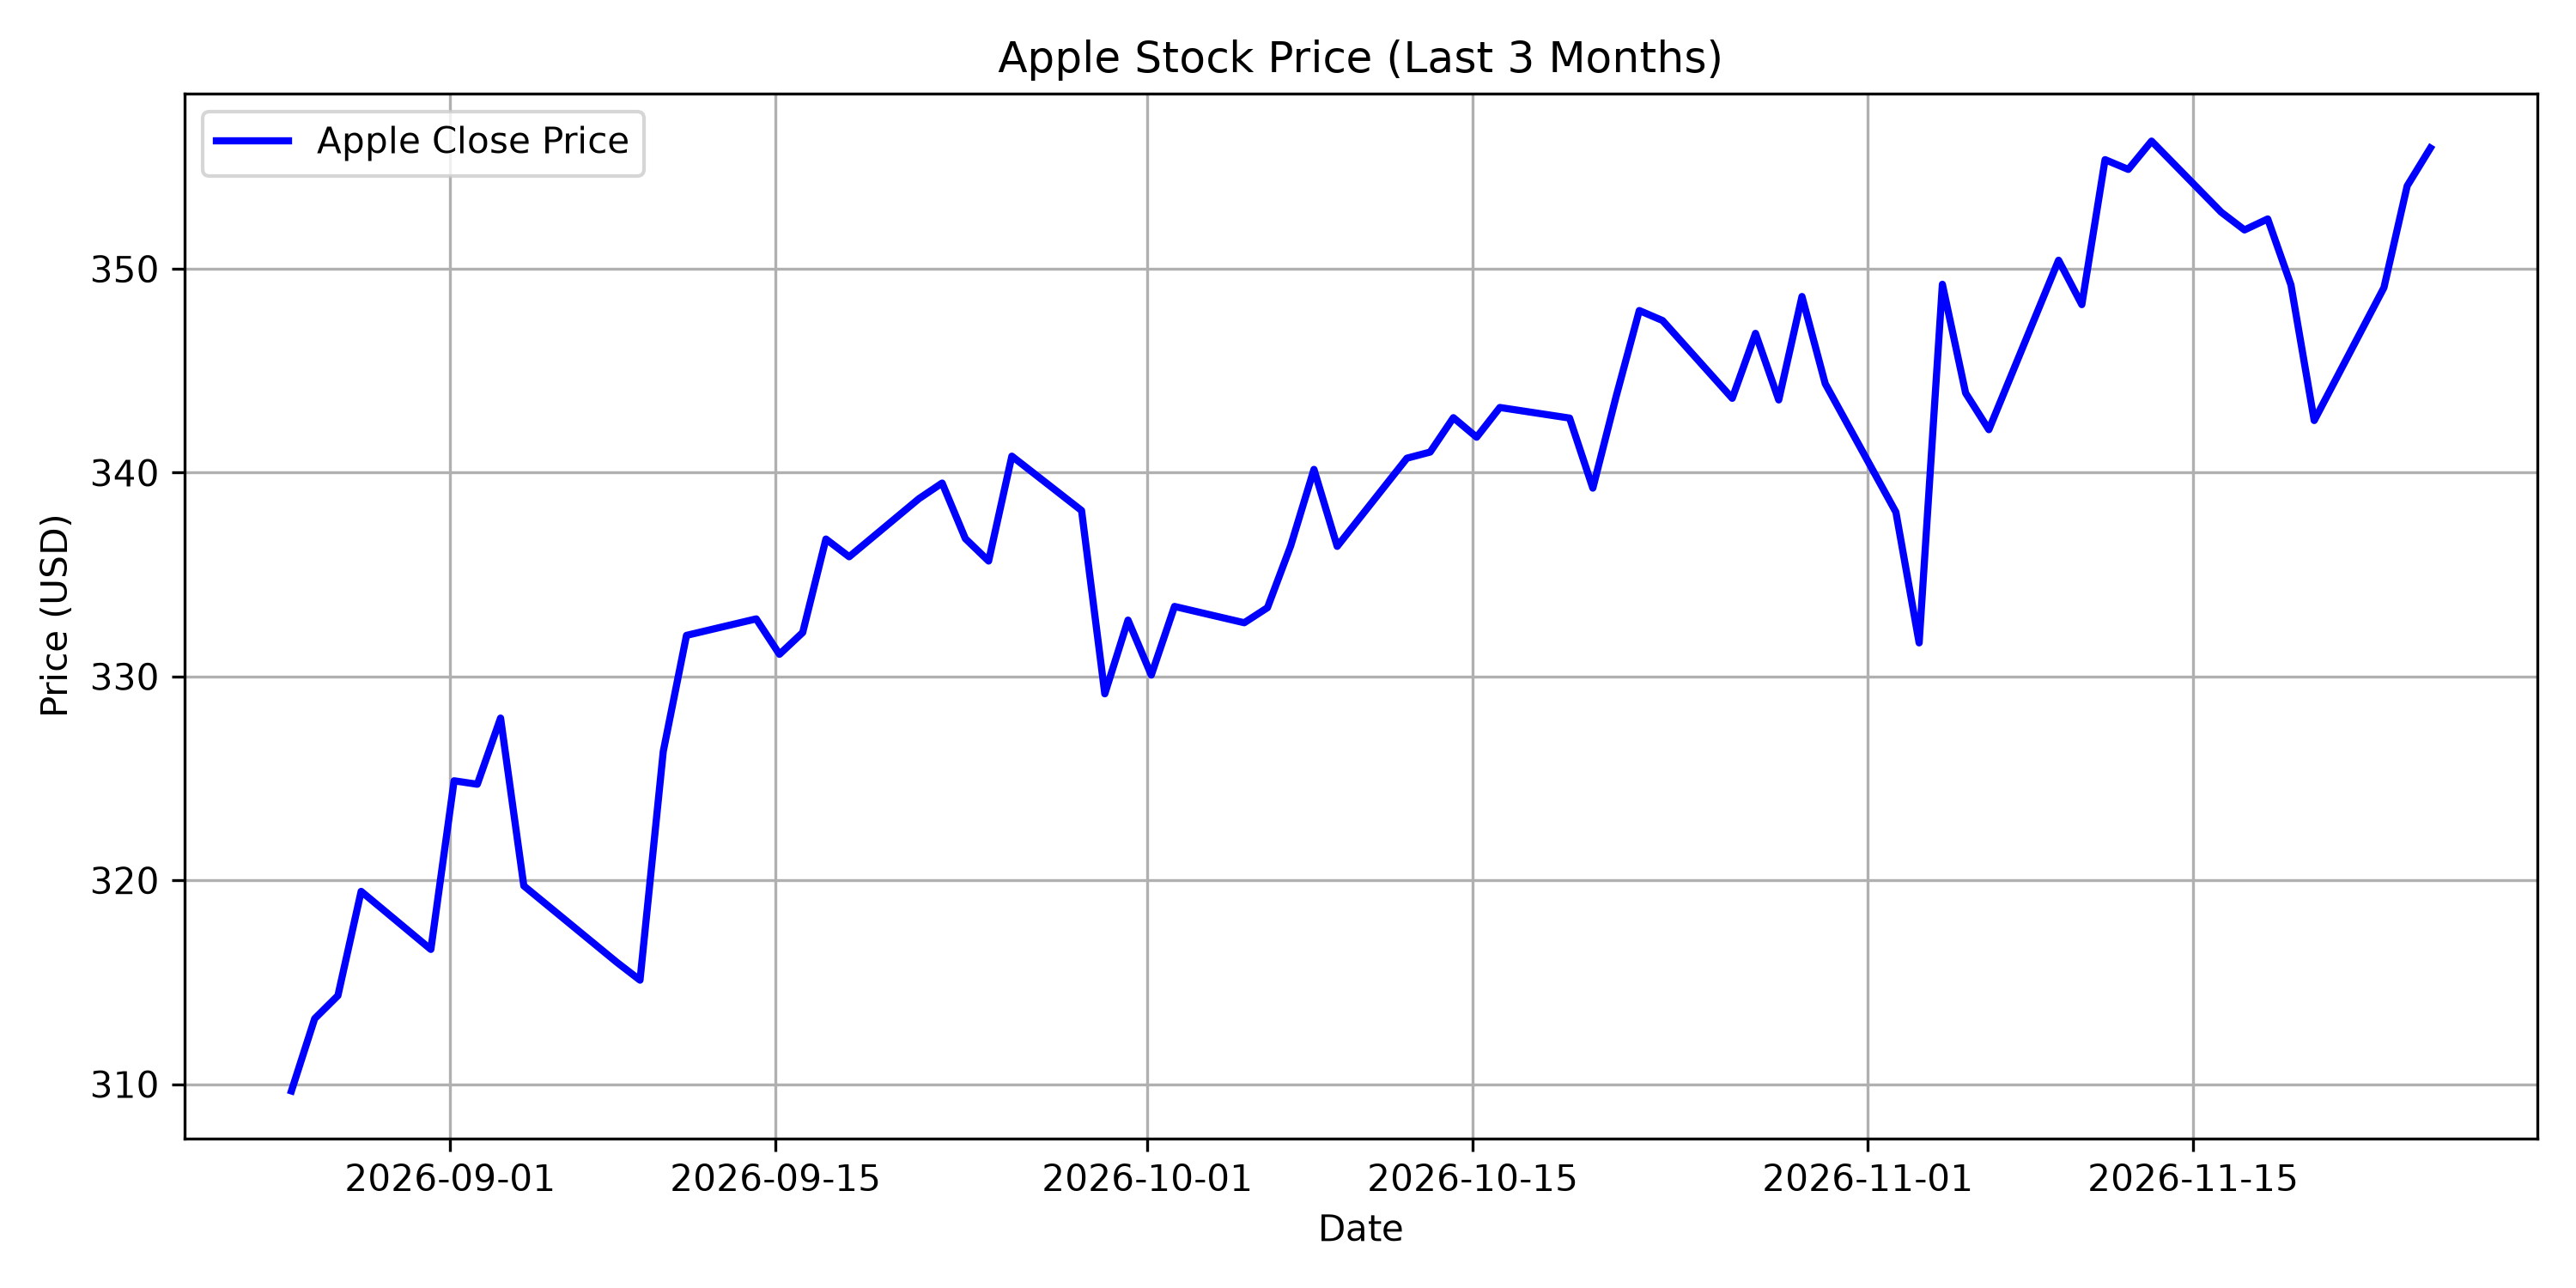 Apple Stock Price (Last 3 Months)
Apple Close Price
350
340
330
320
310
Price (USD)
2026-09-01 2026-09-15 2026-10-01 2026-10-15 2026-11-01 2026-11-15
Date